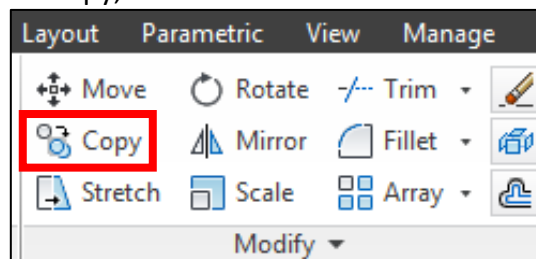 Layout Parametric View Manage
Move Rotate Trim
Copy Mirror Fillet
Stretch Scale Array
Modify